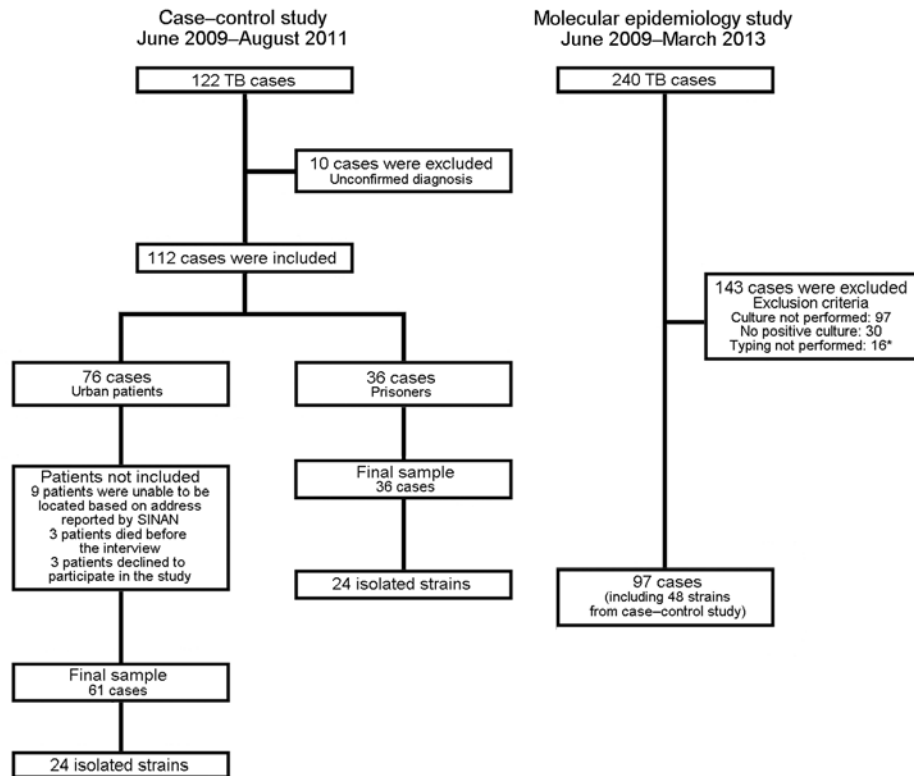 Case–control study
June 2009–August 2011
122 TB cases
10 cases were excluded
Unconfirmed diagnosis
112 cases were included
76 cases
Urban patients
36 cases
Prisoners
Patients not included
9 patients were unable to be
located based on address
reported by SINAN
3 patients died before
the interview
3 patients declined to
participate in the study
Final sample
36 cases
24 isolated strains
Final sample
61 cases
24 isolated strains
Molecular epidemiology study
June 2009–March 2013
240 TB cases
143 cases were excluded
Exclusion criteria
Culture not performed: 97
No positive culture: 30
Typing not performed: 16*
97 cases
(including 48 strains
from case–control study)